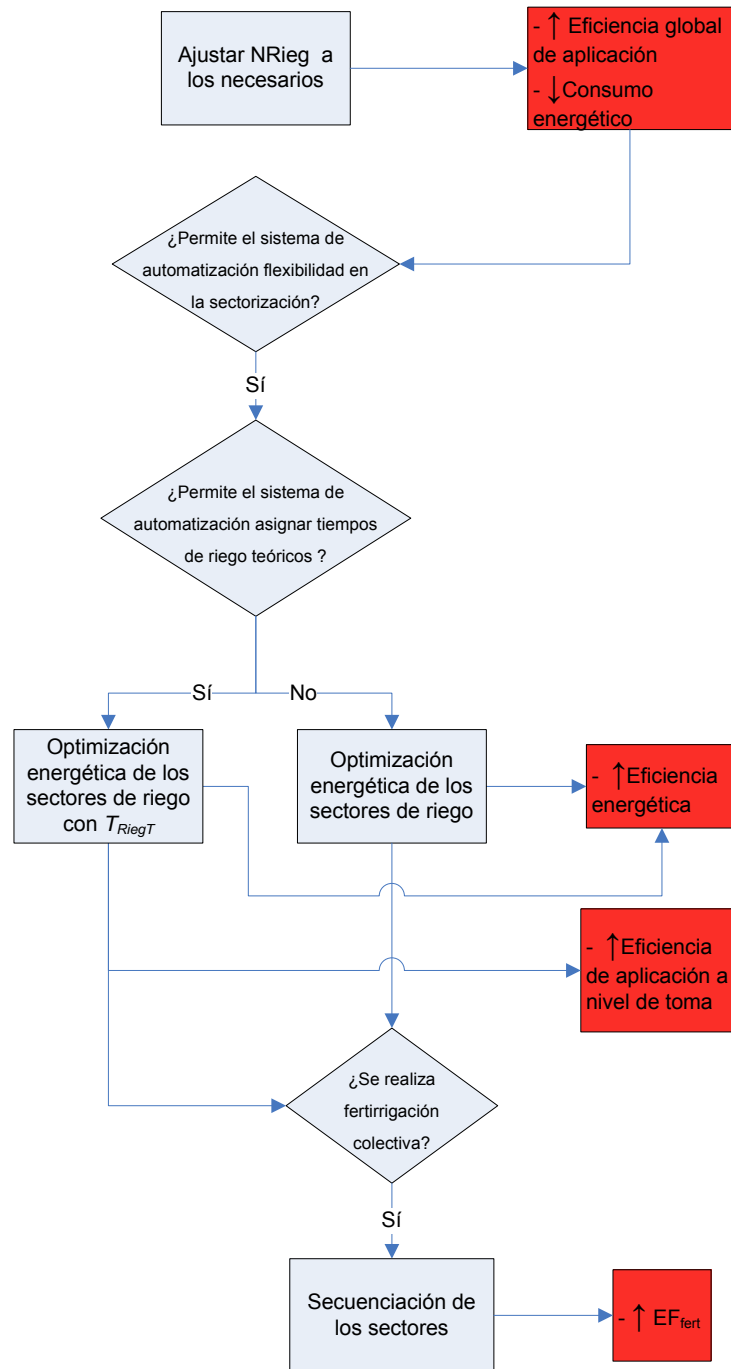 Ajustar NRieg a
los necesarios
- ↑ Eficiencia global
de aplicación
- ↓Consumo
energético
¿Permite el sistema de
automatización flexibilidad en
la sectorización?
Sí
¿Permite el sistema de
automatización asignar tiempos
de riego teóricos ?
Sí
No
Optimización
energética de los
sectores de riego
con T_RiegT
Optimización
energética de los
sectores de riego
- ↑Eficiencia
energética
- ↑Eficiencia
de aplicación a
nivel de toma
¿Se realiza
fertirrigación
colectiva?
Sí
Secuenciación de
los sectores
- ↑ EF_fert